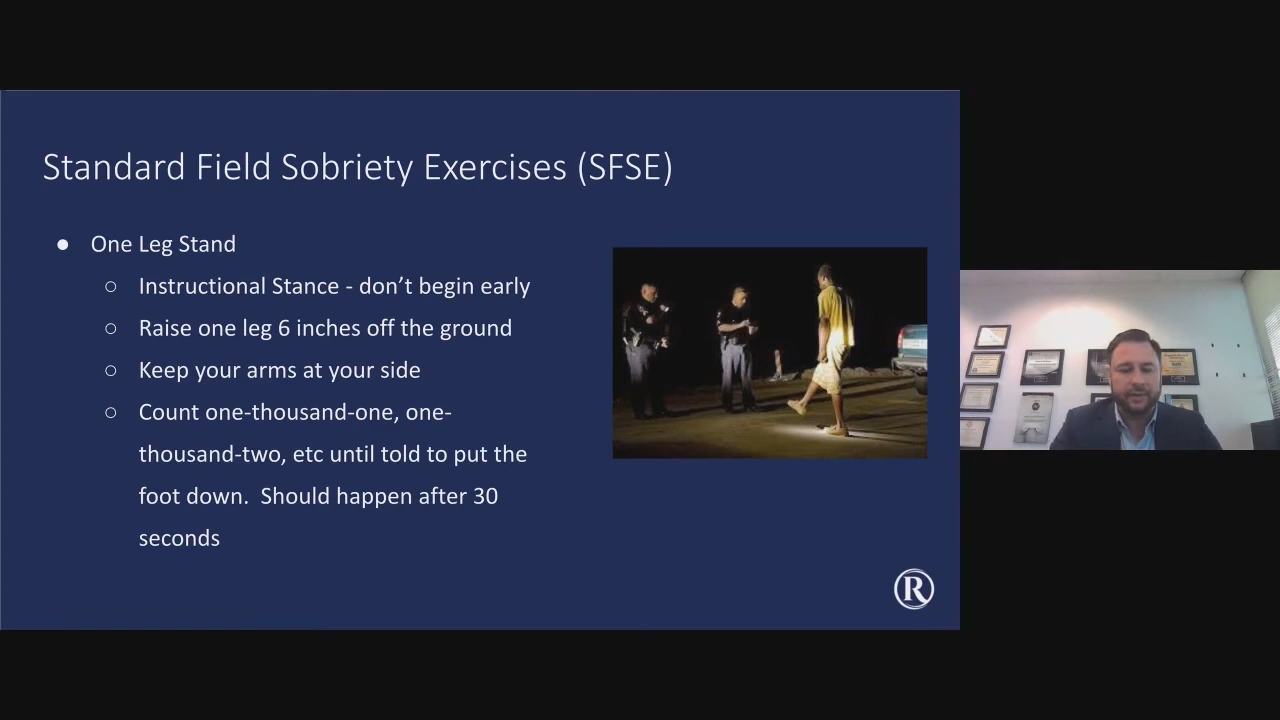 Standard Field Sobriety Exercises (SFSE)
● One Leg Stand
○ Instructional Stance - don’t begin early
○ Raise one leg 6 inches off the ground
○ Keep your arms at your side
○ Count one-thousand-one, one-
thousand-two, etc until told to put the
foot down.  Should happen after 30
seconds
R